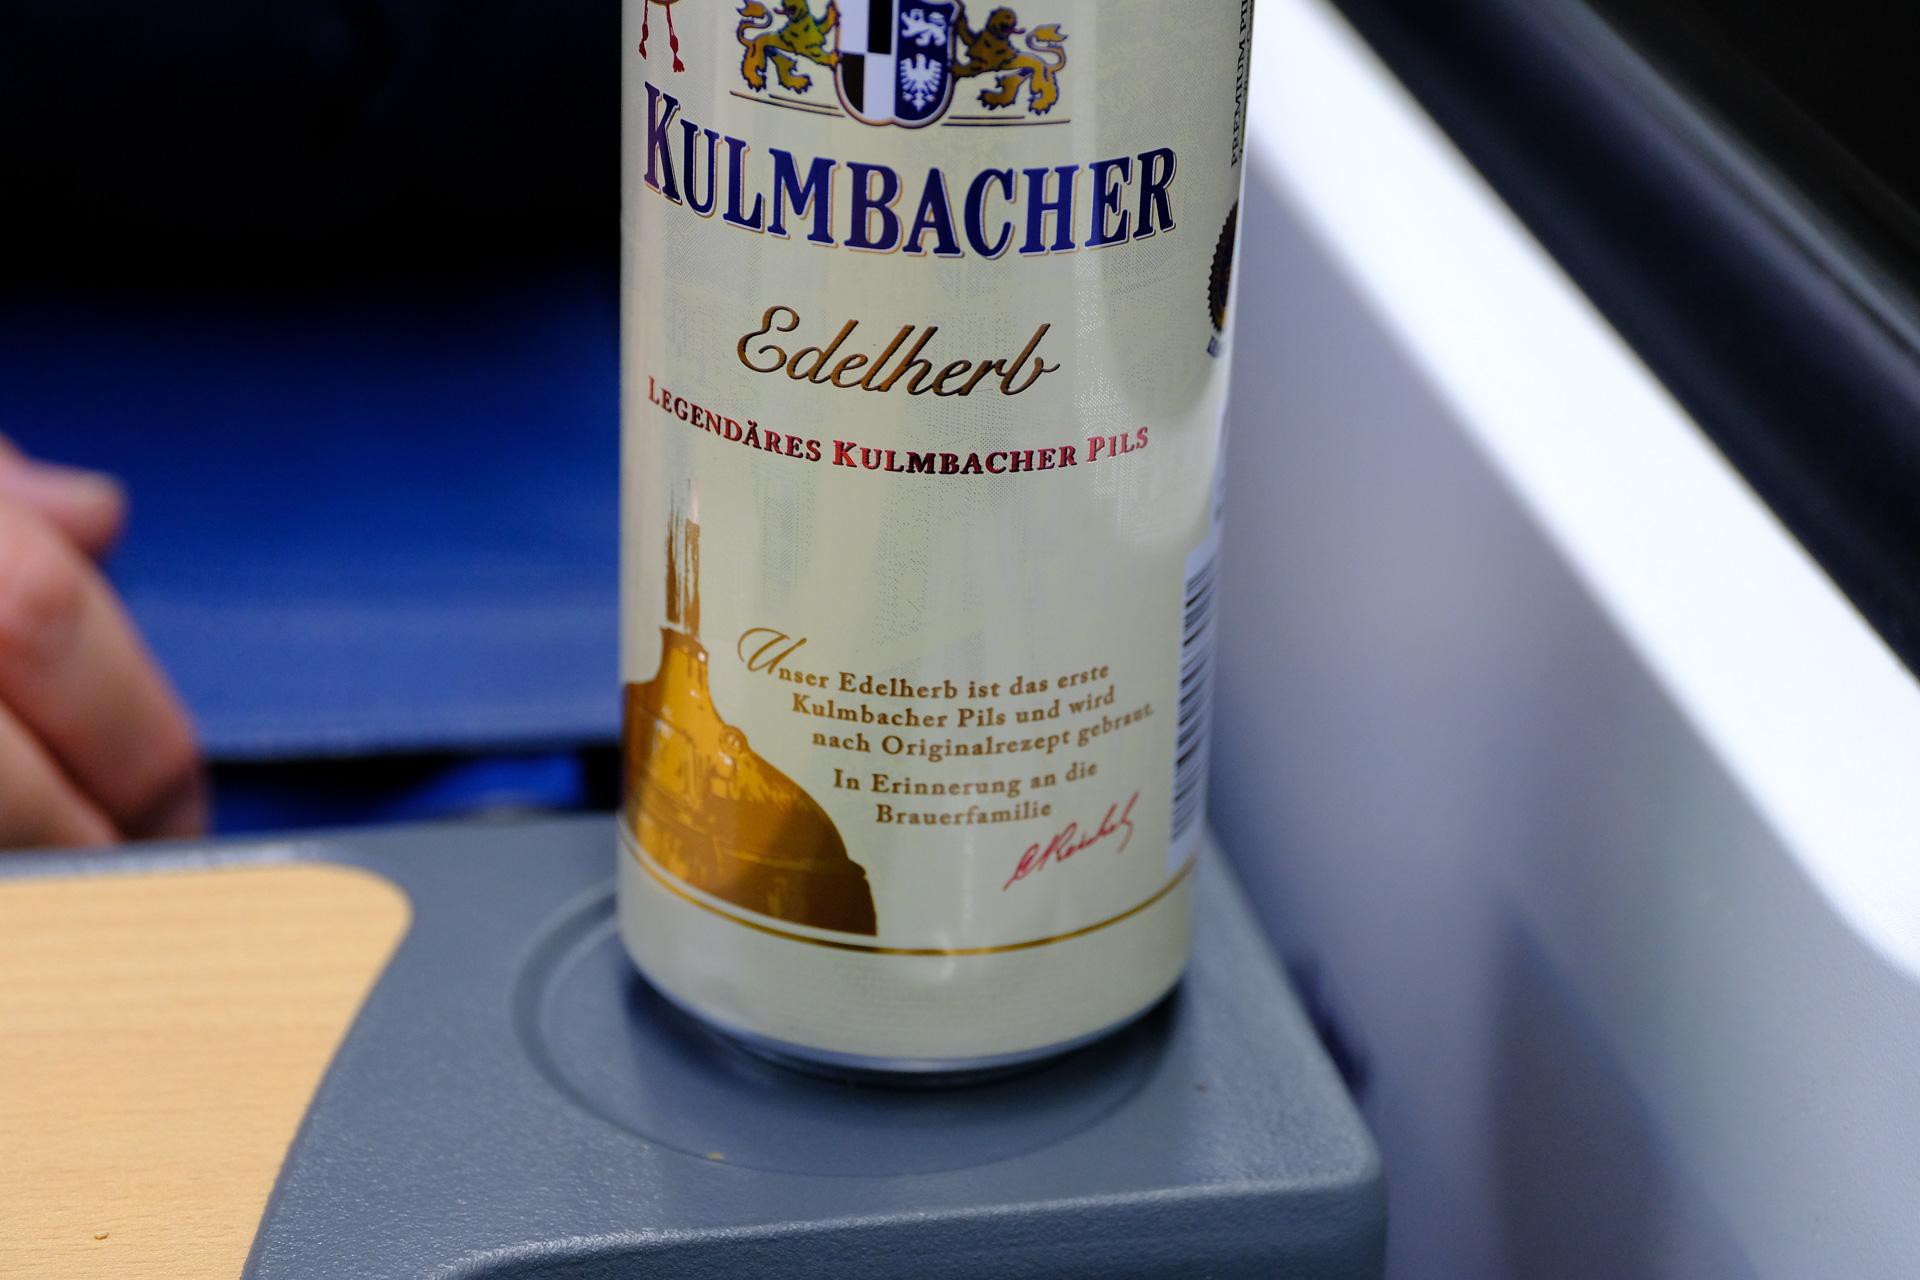 KULMBACHER
Edelherb
LEGENDÄRES KULMBACHER PILS
Unser Edelherb ist das erste
Kulmbacher Pils und wird
nach Originalrezept gebraut.
In Erinnerung an die
Brauerfamilie
PREMIUM